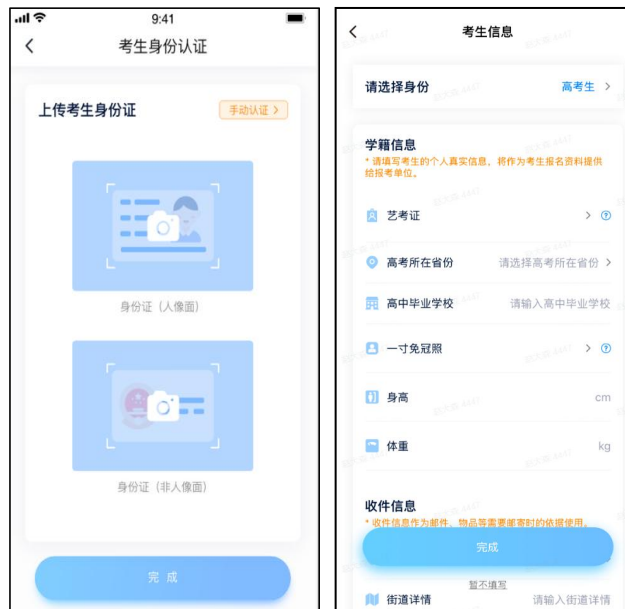 9:41
考生身份认证
上传考生身份证
手动认证 >
身份证（人像面）
身份证（非人像面）
完 成
考生信息
请选择身份 高考生 >
学籍信息
* 请填写考生的个人真实信息，将作为考生报名资料提供
给报考单位。
艺考证 > ?
高考所在省份 请选择高考所在省份 >
高中毕业学校 请输入高中毕业学校
一寸免冠照 > ?
身高 cm
体重 kg
收件信息
* 收件信息作为邮件、物品等需要邮寄时的依据使用。
完成
暂不填写
街道详情 请输入街道详情